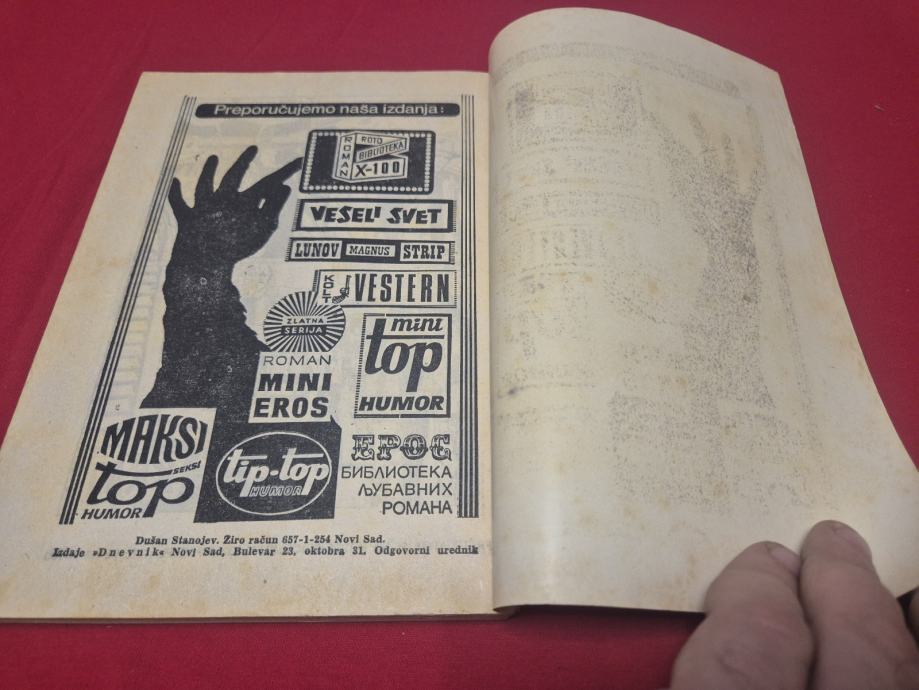 Preporučujemo naša izdanja:
ROMAN
ROTO
BIBLIOTEKA
X-100
VESELI SVET
LUNOV MAGNUS STRIP
KOLT VESTERN
ZLATNA
SERIJA
ROMAN
MINI
EROS
mini
top
HUMOR
MAKSI
SEKSI
top
HUMOR
tip-top
HUMOR
ЕРОС
БИБЛИОТЕКА
ЉУБАВНИХ
РОМАНА
Dušan Stanojev. Žiro račun 657-1-254 Novi Sad.
Izdaje »Dnevnik« Novi Sad, Bulevar 23. oktobra 31. Odgovorni urednik